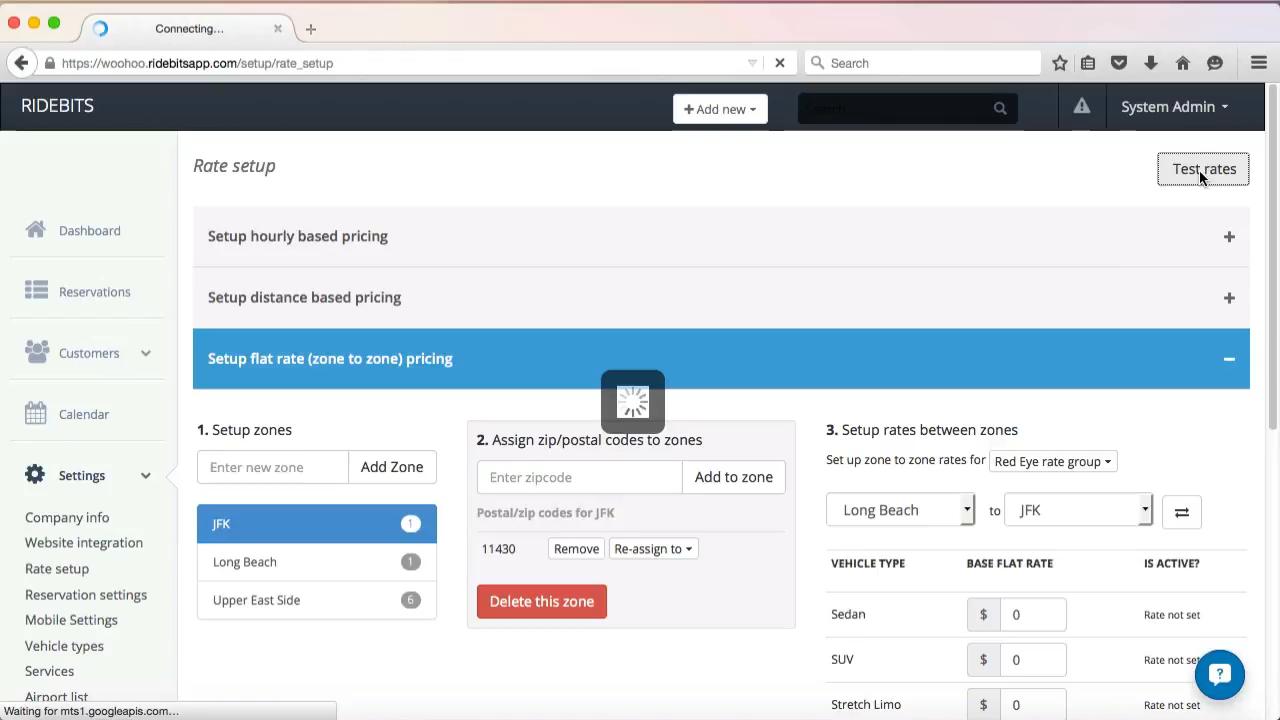 Connecting...
https://woohoo.ridebitsapp.com/setup/rate_setup
Search
RIDEBITS
Add new
Search
System Admin
Rate setup
Test rates
Dashboard
Reservations
Customers
Calendar
Settings
Company info
Website integration
Rate setup
Reservation settings
Mobile Settings
Vehicle types
Services
Airport list
Setup hourly based pricing
Setup distance based pricing
Setup flat rate (zone to zone) pricing
1. Setup zones
Enter new zone
Add Zone
JFK 1
Long Beach 1
Upper East Side 6
2. Assign zip/postal codes to zones
Enter zipcode
Add to zone
Postal/zip codes for JFK
11430 Remove Re-assign to
Delete this zone
3. Setup rates between zones
Set up zone to zone rates for Red Eye rate group
Long Beach to JFK
VEHICLE TYPE BASE FLAT RATE IS ACTIVE?
Sedan $ 0 Rate not set
SUV $ 0 Rate not set
Stretch Limo $ 0 Rate not set
Waiting for mts1.googleapis.com...